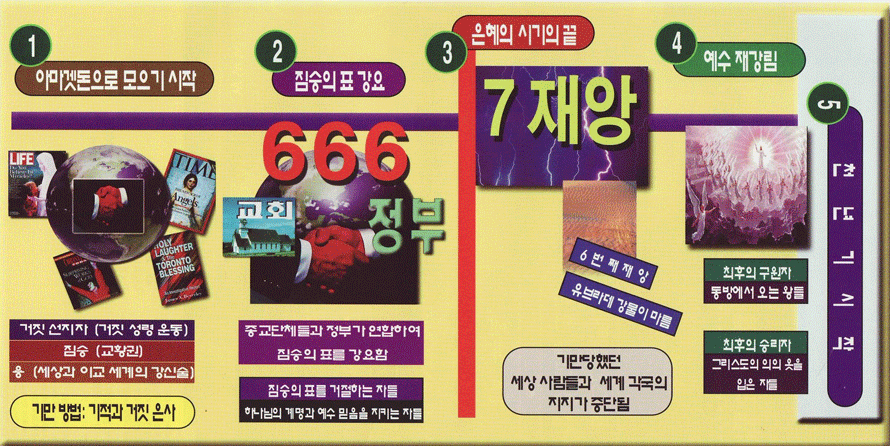 1
아마겟돈으로 모으기 시작
LIFE
TIME
Angels
HOLY
LAUGHTER
& THE
TORONTO
BLESSING
거짓 선지자 (거짓 성령 운동)
짐승 (교황권)
용 (세상과 이교 세계의 강신술)
기만 방법: 기적과 거짓 은사
2
짐승의 표 강요
666
교회
정부
종교단체들과 정부가 연합하여
짐승의 표를 강요함
짐승의 표를 거절하는 자들
하나님의 계명과 예수 믿음을 지키는 자들
3
은혜의 시기의 끝
7 재앙
6 번 째 재 앙
유브라데 강물이 마름
기만당했던
세상 사람들과 세계 각국의
지지가 중단됨
4
예수 재강림
최후의 구원자
동방에서 오는 왕들
최후의 승리자
그리스도의 의의 옷을
입은 자들
5
천 년 기 시 작